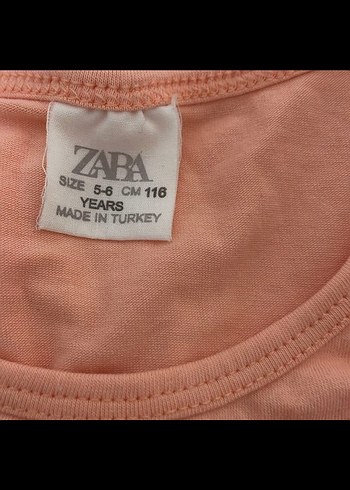 ZARA
SIZE 5-6 CM 116
YEARS
MADE IN TURKEY